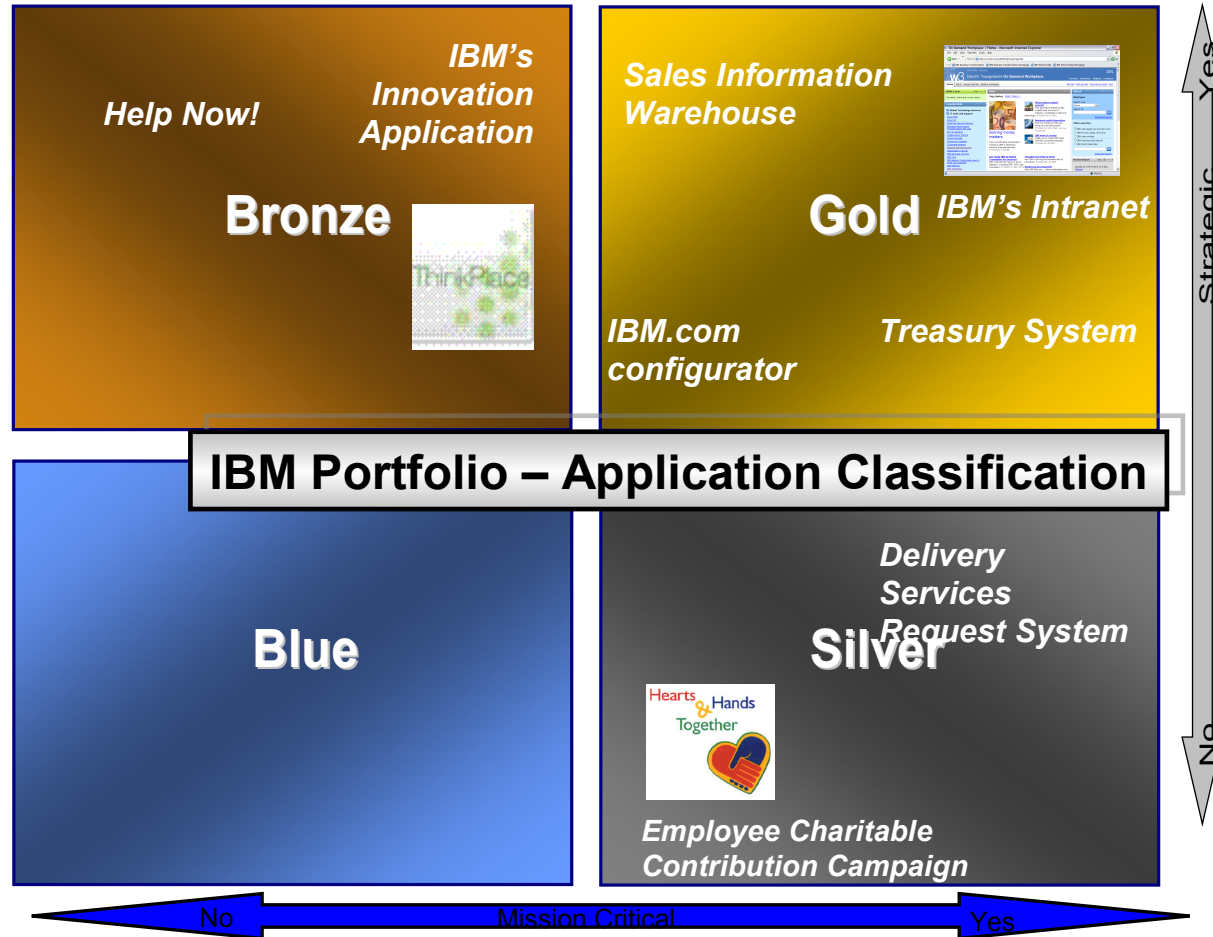 Help Now!
IBM’s
Innovation
Application
Bronze
ThinkPlace
Sales Information
Warehouse
Gold
IBM’s Intranet
IBM.com
configurator
Treasury System
IBM Portfolio – Application Classification
Blue
Delivery
Services
Request System
Silver
Hearts
& Hands
Together
Employee Charitable
Contribution Campaign
Yes
Strategic
No
No
Mission Critical
Yes